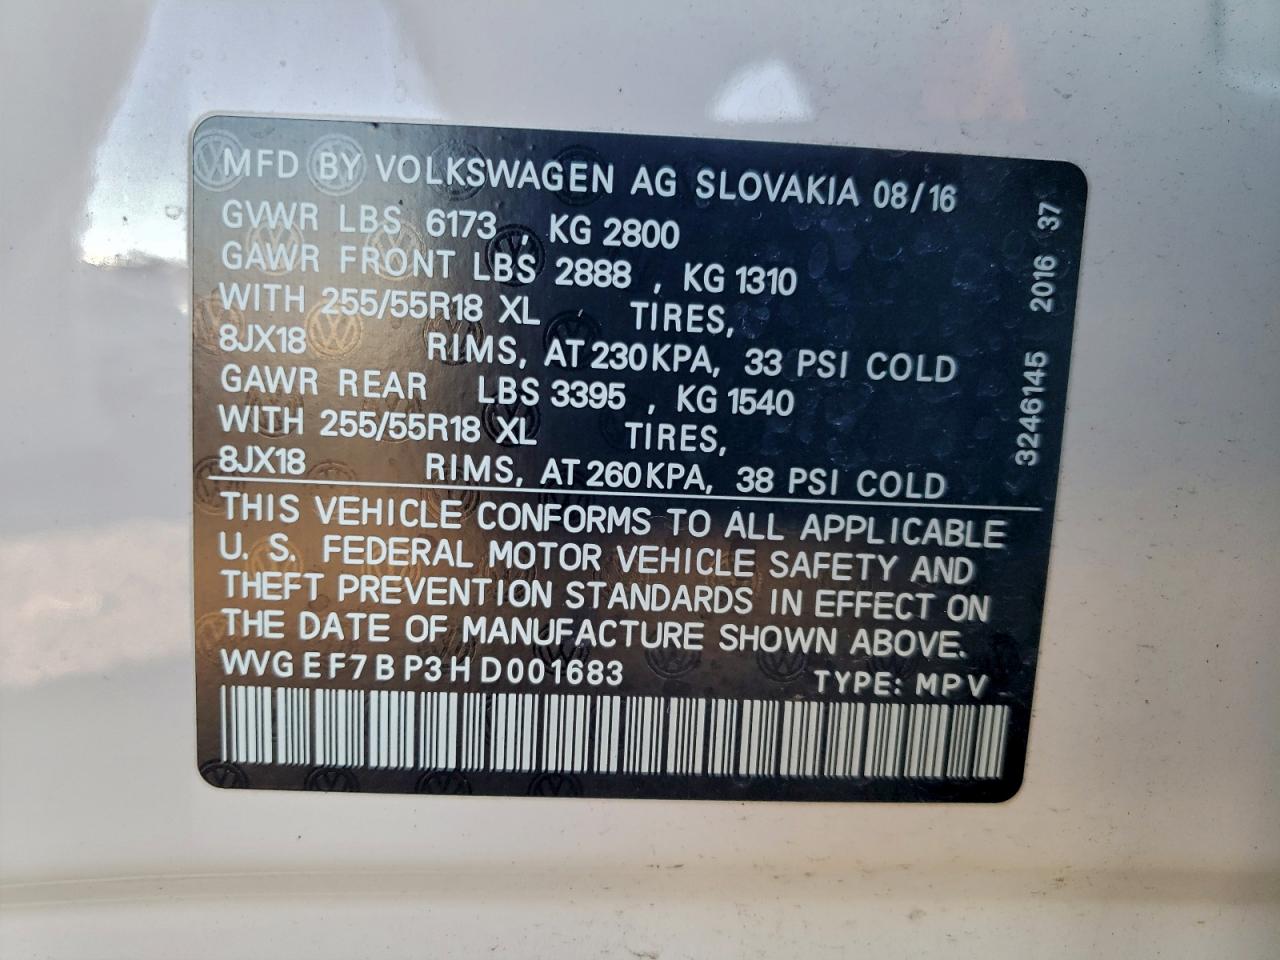 MFD BY VOLKSWAGEN AG SLOVAKIA 08/16
GVWR LBS 6173 , KG 2800
GAWR FRONT LBS 2888 , KG 1310
WITH 255/55R18 XL TIRES,
8JX18 RIMS, AT 230KPA, 33 PSI COLD
GAWR REAR LBS 3395 , KG 1540
WITH 255/55R18 XL TIRES,
8JX18 RIMS, AT 260KPA, 38 PSI COLD
THIS VEHICLE CONFORMS TO ALL APPLICABLE
U. S. FEDERAL MOTOR VEHICLE SAFETY AND
THEFT PREVENTION STANDARDS IN EFFECT ON
THE DATE OF MANUFACTURE SHOWN ABOVE.
WVGEF7BP3HD001683 TYPE: MPV
3246145 2016 37